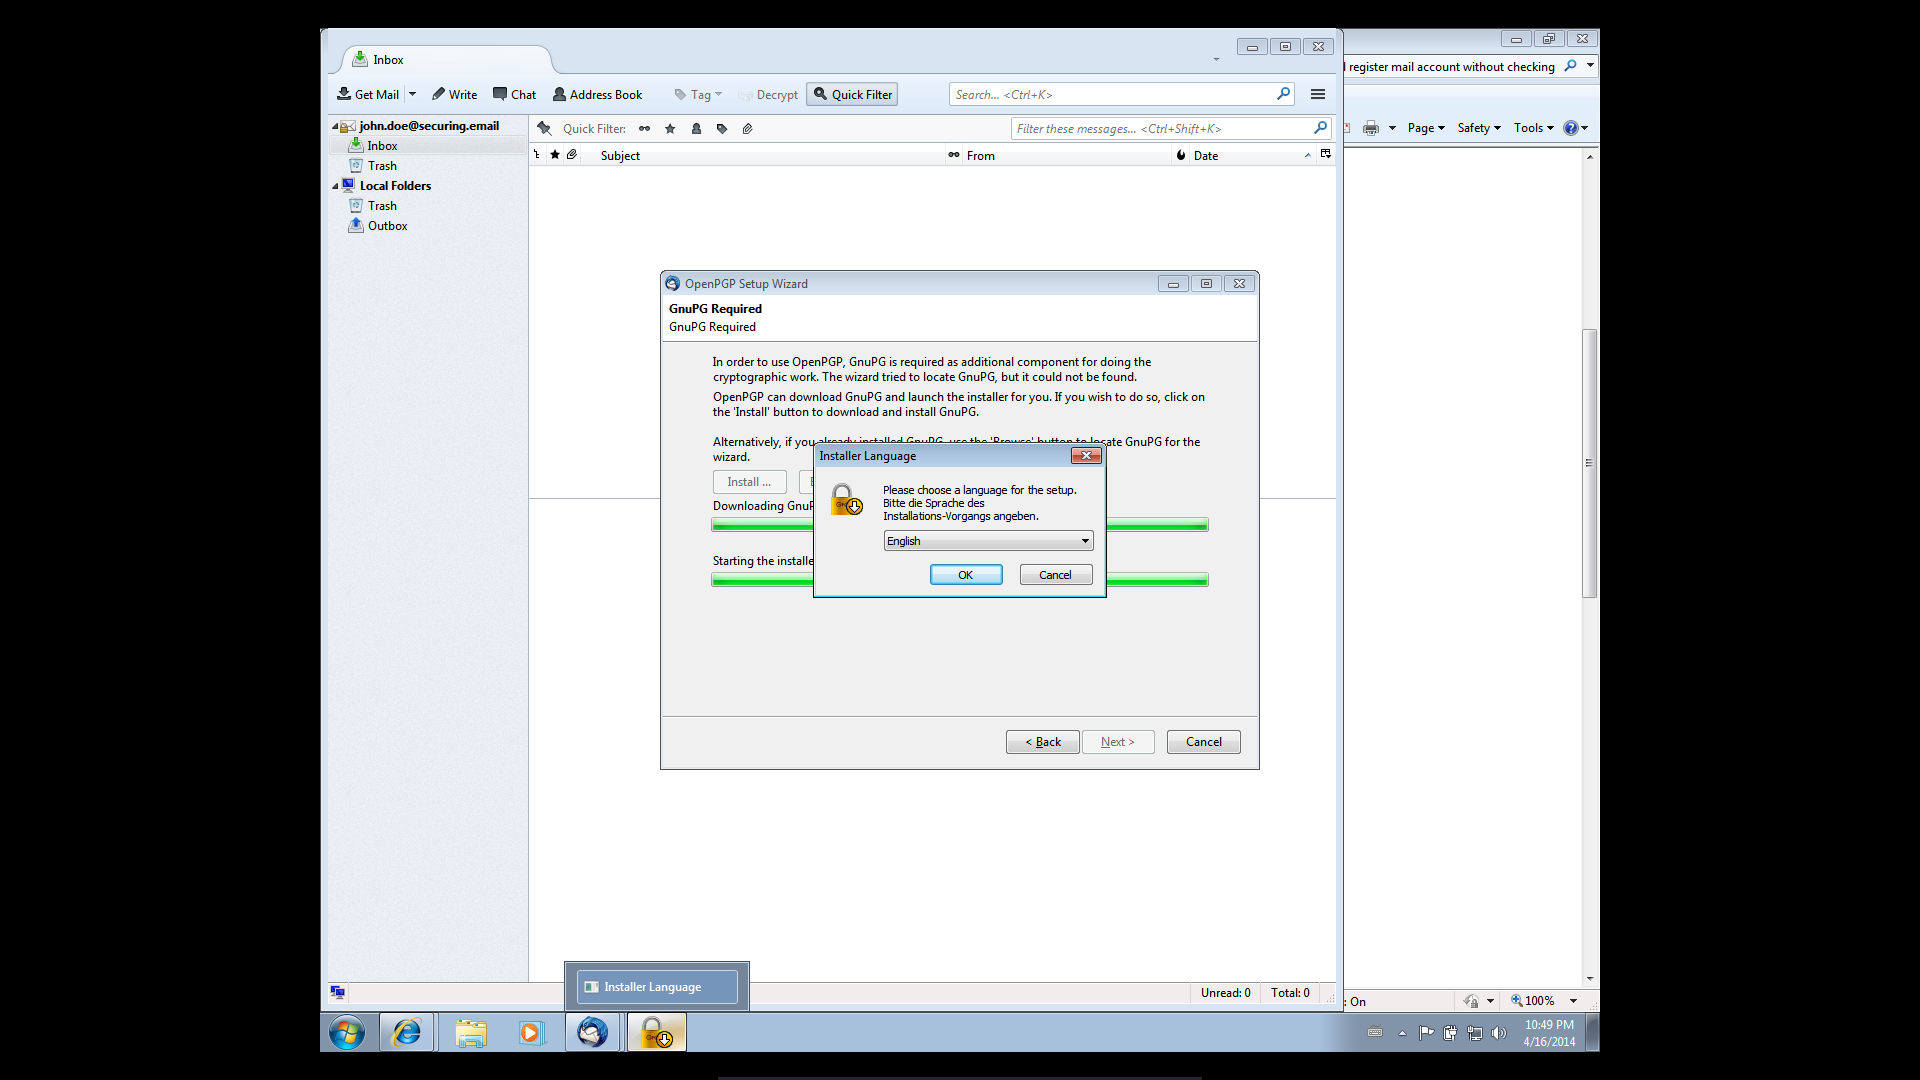 Inbox
register mail account without checking
Get Mail
Write
Chat
Address Book
Tag
Decrypt
Quick Filter
Search... <Ctrl+K>
john.doe@securing.email
Quick Filter:
Filter these messages... <Ctrl+Shift+K>
Page
Safety
Tools
Inbox
Subject
From
Date
Trash
Local Folders
Trash
Outbox
OpenPGP Setup Wizard
GnuPG Required
GnuPG Required
In order to use OpenPGP, GnuPG is required as additional component for doing the
cryptographic work. The wizard tried to locate GnuPG, but it could not be found.
OpenPGP can download GnuPG and launch the installer for you. If you wish to do so, click on
the 'Install' button to download and install GnuPG.
Alternatively, if you already installed GnuPG, use the 'Browse' button to locate GnuPG for the
wizard.
Installer Language
Install ...
Please choose a language for the setup.
Bitte die Sprache des
Installations-Vorgangs angeben.
Downloading
English
Starting the
OK
Cancel
< Back
Next >
Cancel
Installer Language
Unread: 0
Total: 0
: On
100%
10:49 PM
4/16/2014